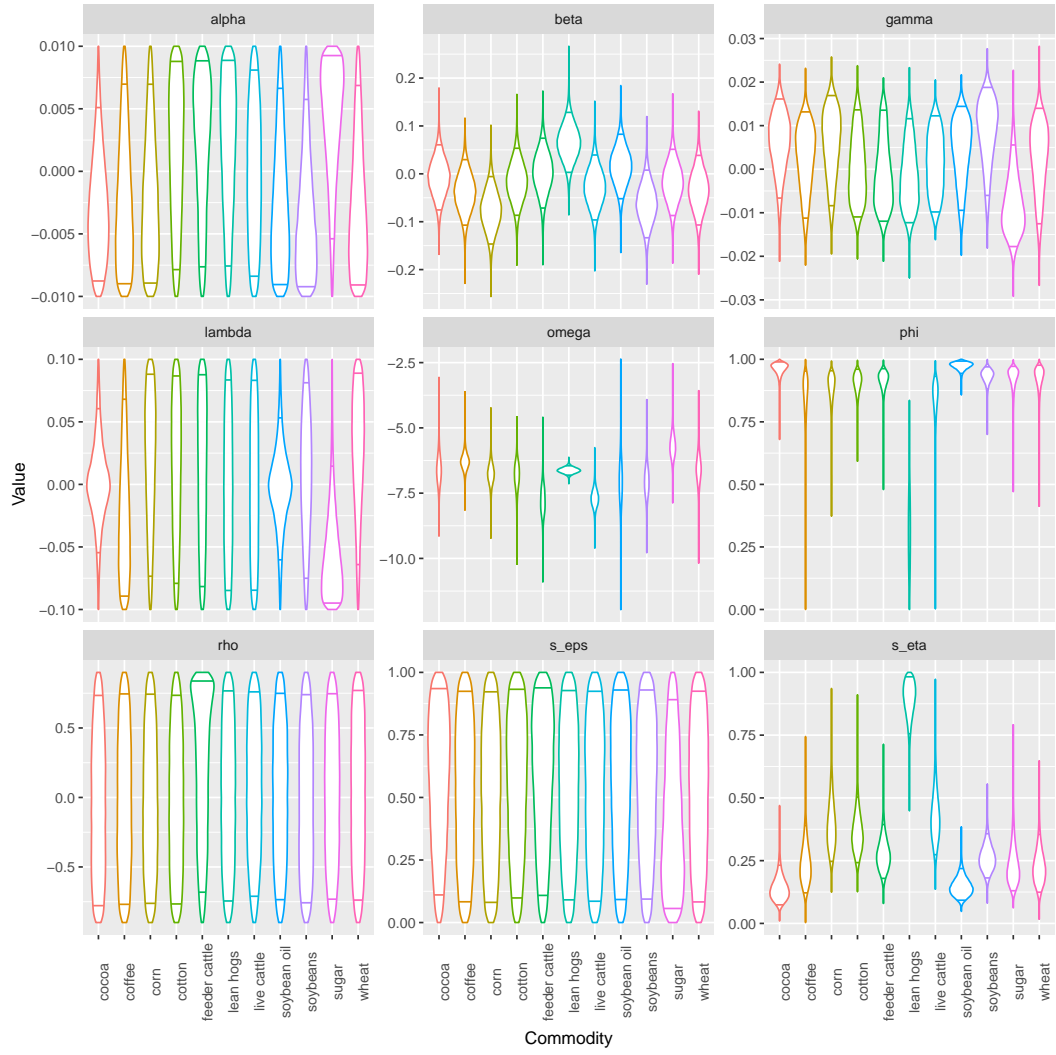 alpha beta gamma
0.010 0.2 0.03
0.005 0.1 0.02
0.000 0.0 0.01
−0.005 −0.1 0.00
−0.010 −0.2 −0.01
−0.02
−0.03
lambda omega phi
0.10 −2.5 1.00
0.05 −5.0 0.75
0.00 −7.5 0.50
−0.05 −10.0 0.25
−0.10 0.00
Value
rho s_eps s_eta
0.5 1.00 1.00
0.0 0.75 0.75
−0.5 0.50 0.50
0.25 0.25
0.00 0.00
cocoa coffee corn cotton feeder cattle lean hogs live cattle soybean oil soybeans sugar wheat
cocoa coffee corn cotton feeder cattle lean hogs live cattle soybean oil soybeans sugar wheat
cocoa coffee corn cotton feeder cattle lean hogs live cattle soybean oil soybeans sugar wheat
Commodity